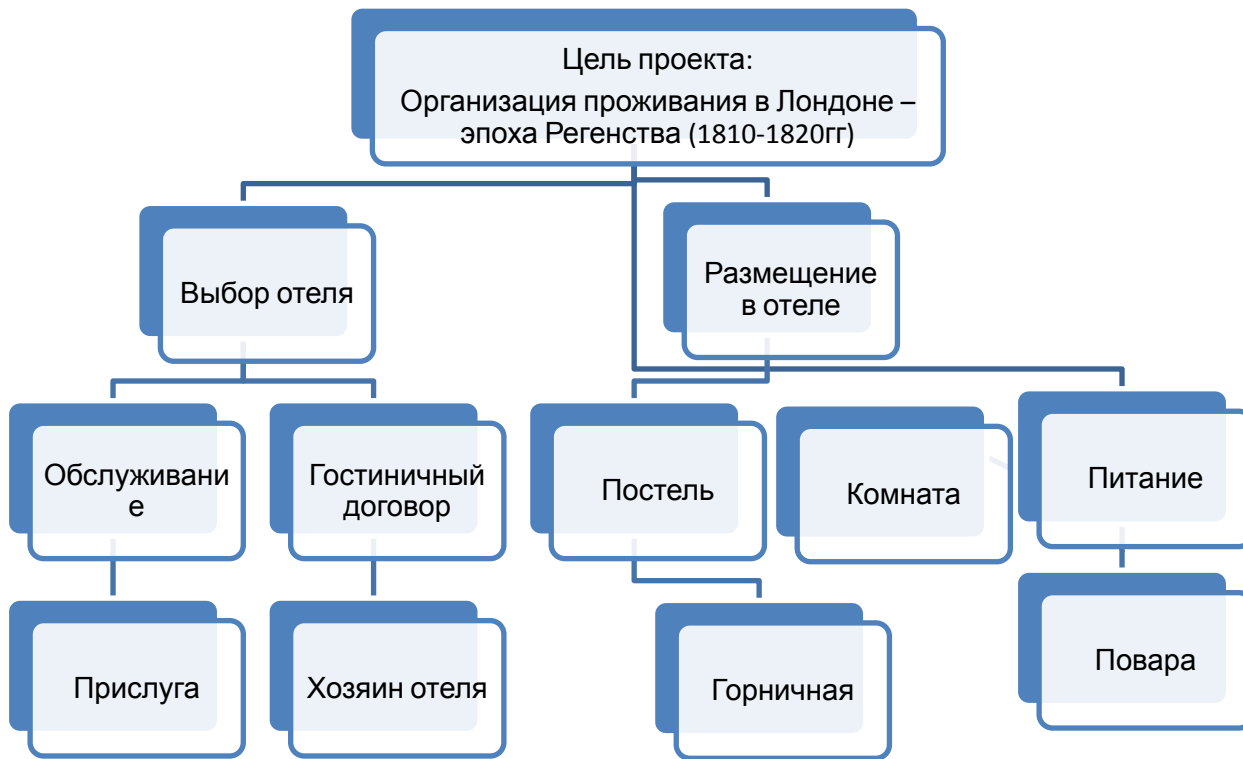 Цель проекта:
Организация проживания в Лондоне –
эпоха Регенства (1810-1820гг)
Выбор отеля
Размещение
в отеле
Обслуживани
е
Гостиничный
договор
Постель
Комната
Питание
Прислуга
Хозяин отеля
Горничная
Повара